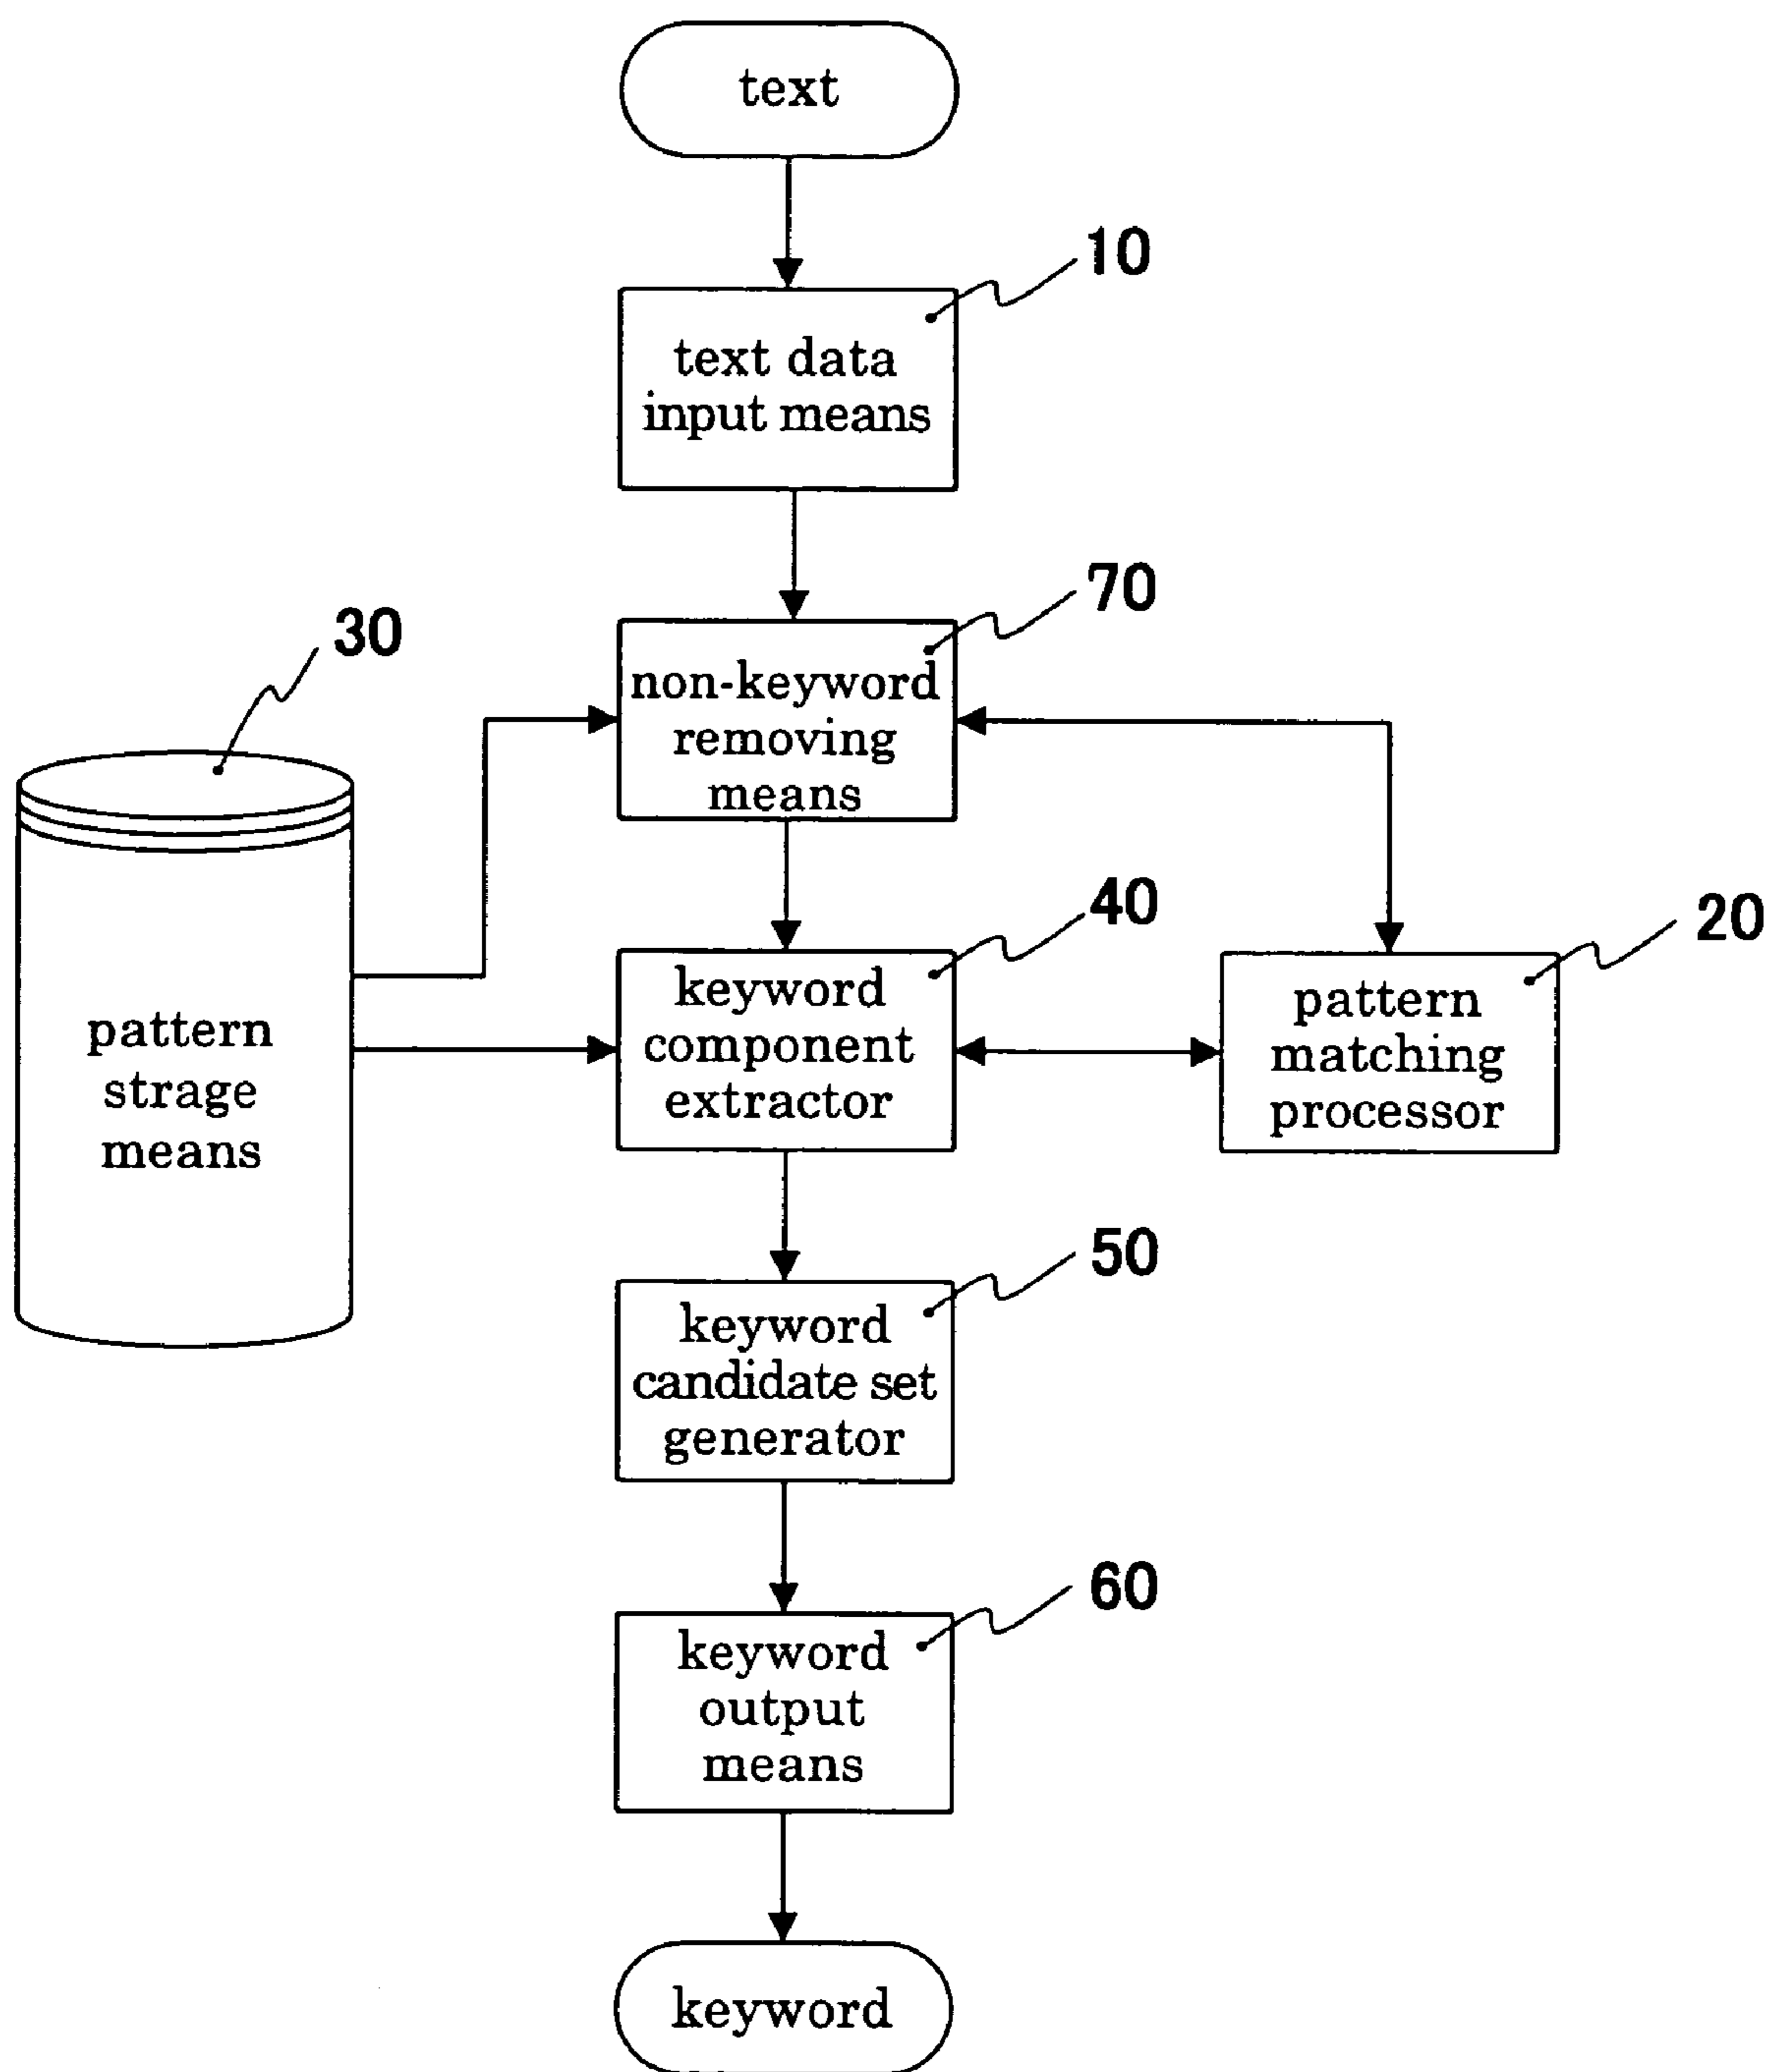 text
10
text data
input means
70
non-keyword
removing
means
30
pattern
strage
means
40
keyword
component
extractor
20
pattern
matching
processor
50
keyword
candidate set
generator
60
keyword
output
means
keyword